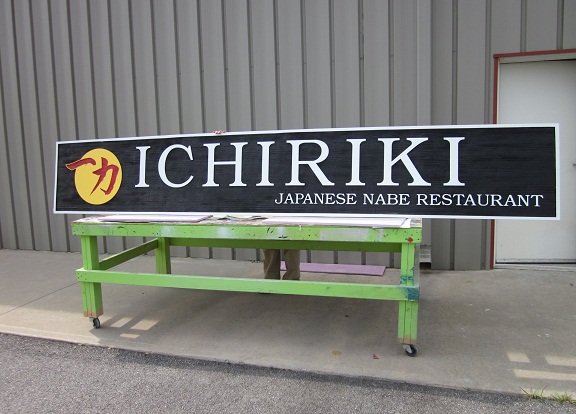 一力 ICHIRIKI
JAPANESE NABE RESTAURANT